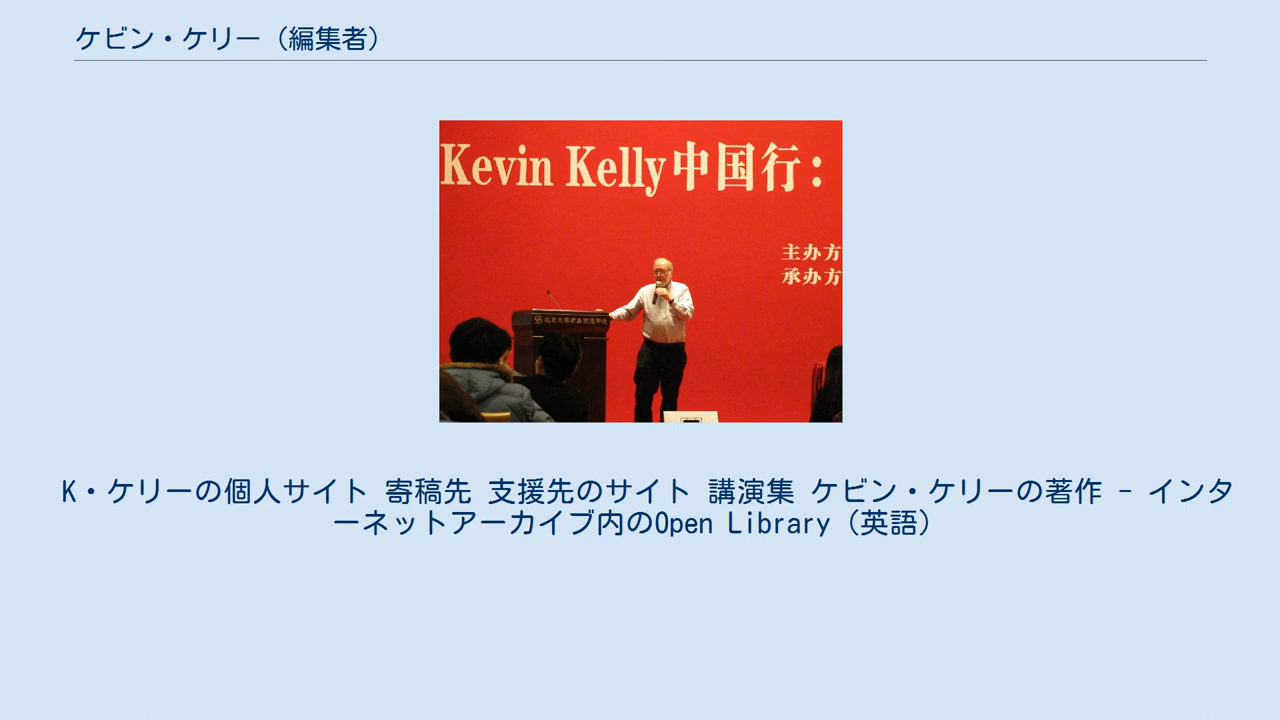 ケビン・ケリー（編集者）
Kevin Kelly中国行：
主办方
承办方
K・ケリーの個人サイト 寄稿先 支援先のサイト 講演集 ケビン・ケリーの著作 - インタ
ーネットアーカイブ内のOpen Library（英語）